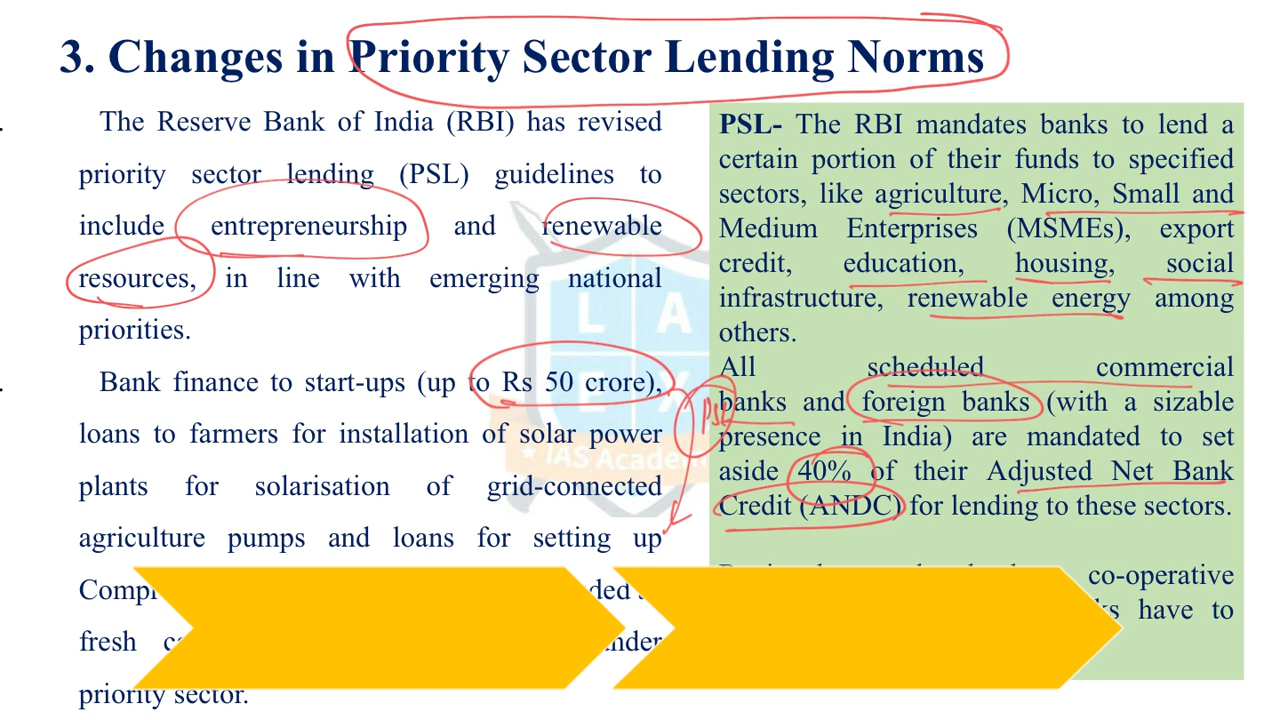 3. Changes in Priority Sector Lending Norms
The Reserve Bank of India (RBI) has revised
priority sector lending (PSL) guidelines to
include entrepreneurship and renewable
resources, in line with emerging national
priorities.
Bank finance to start-ups (up to Rs 50 crore),
loans to farmers for installation of solar power
plants for solarisation of grid-connected
agriculture pumps and loans for setting up
fresh
priority sector.
PSL- The RBI mandates banks to lend a
certain portion of their funds to specified
sectors, like agriculture, Micro, Small and
Medium Enterprises (MSMEs), export
credit, education, housing, social
infrastructure, renewable energy among
others.
All scheduled commercial
banks and foreign banks (with a sizable
presence in India) are mandated to set
aside 40% of their Adjusted Net Bank
Credit (ANDC) for lending to these sectors.
co-operative
have to
L A
E X
IAS Academy
PSL